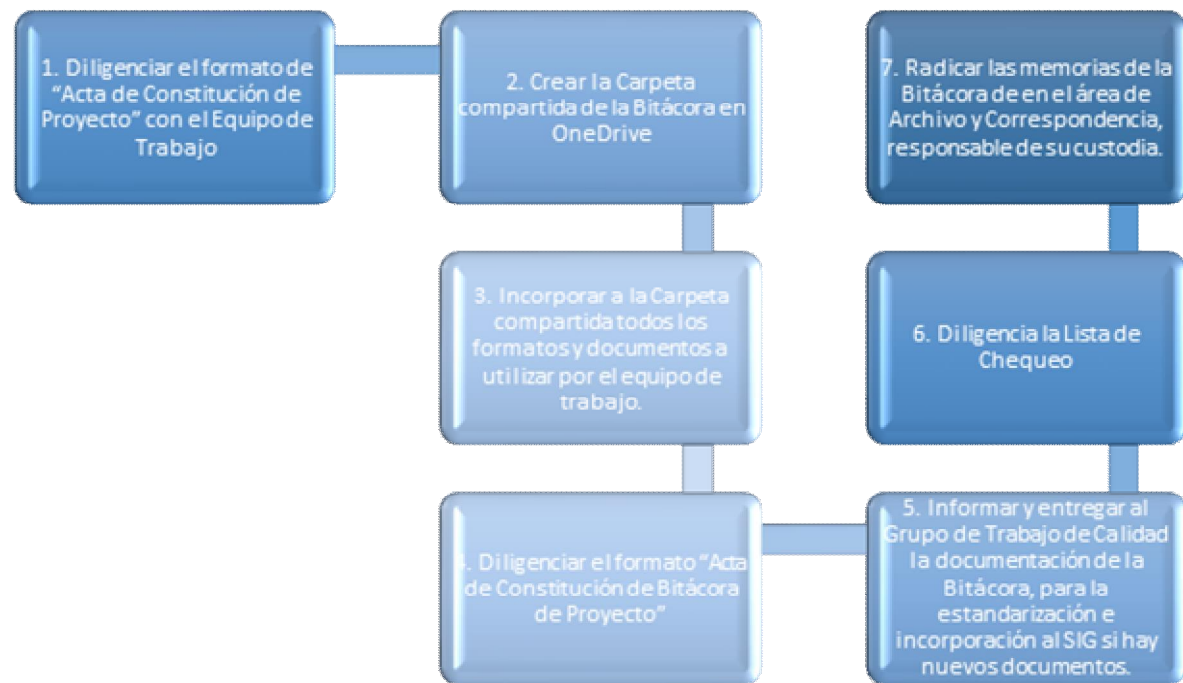 1. Diligenciar el formato de
“Acta de Constitución de
Proyecto” con el Equipo de
Trabajo
2. Crear la Carpeta
compartida de la Bitácora en
OneDrive
3. Incorporar a la Carpeta
compartida todos los
formatos y documentos a
utilizar por el equipo de
trabajo.
4. Diligenciar el formato “Acta
de Constitución de Bitácora
de Proyecto”
5. Informar y entregar al
Grupo de Trabajo de Calidad
la documentación de la
Bitácora, para la
estandarización e
incorporación al SIG si hay
nuevos documentos.
6. Diligencia la Lista de
Chequeo
7. Radicar las memorias de la
Bitácora de en el área de
Archivo y Correspondencia,
responsable de su custodia.